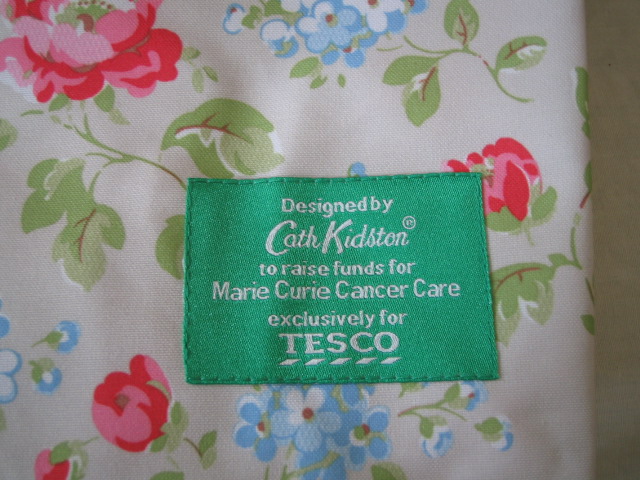 Designed by
Cath Kidston®
to raise funds for
Marie Curie Cancer Care
exclusively for
TESCO